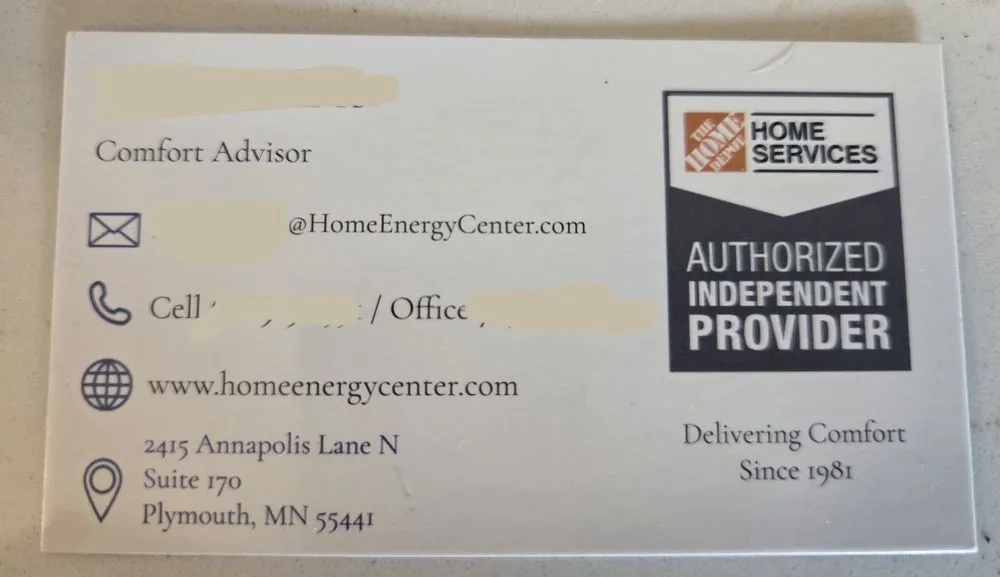 Comfort Advisor
@HomeEnergyCenter.com
Cell / Office
www.homeenergycenter.com
2415 Annapolis Lane N
Suite 170
Plymouth, MN 55441
THE HOME DEPOT
HOME
SERVICES
AUTHORIZED
INDEPENDENT
PROVIDER
Delivering Comfort
Since 1981